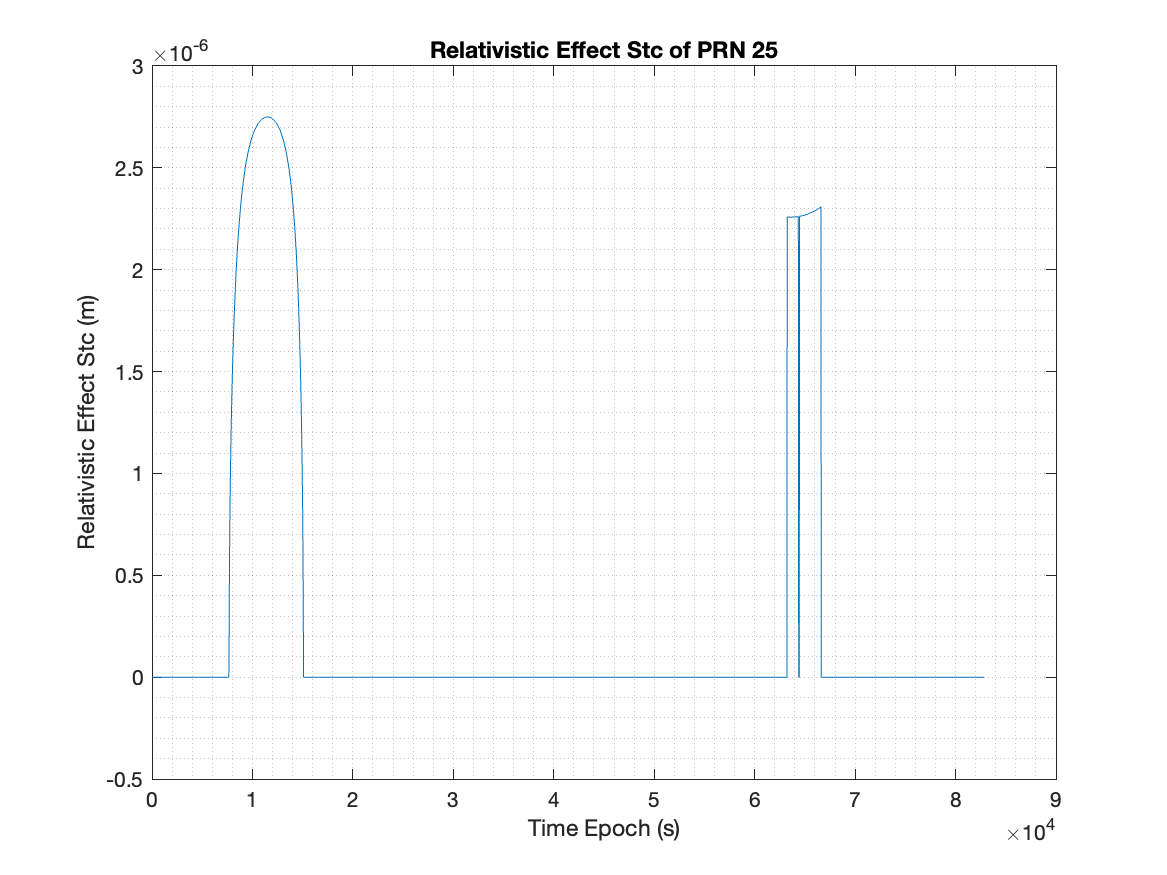 Relativistic Effect Stc of PRN 25
×10⁻⁶
3
2.5
2
1.5
1
0.5
0
-0.5
Relativistic Effect Stc (m)
0 1 2 3 4 5 6 7 8 9
Time Epoch (s)
×10⁴